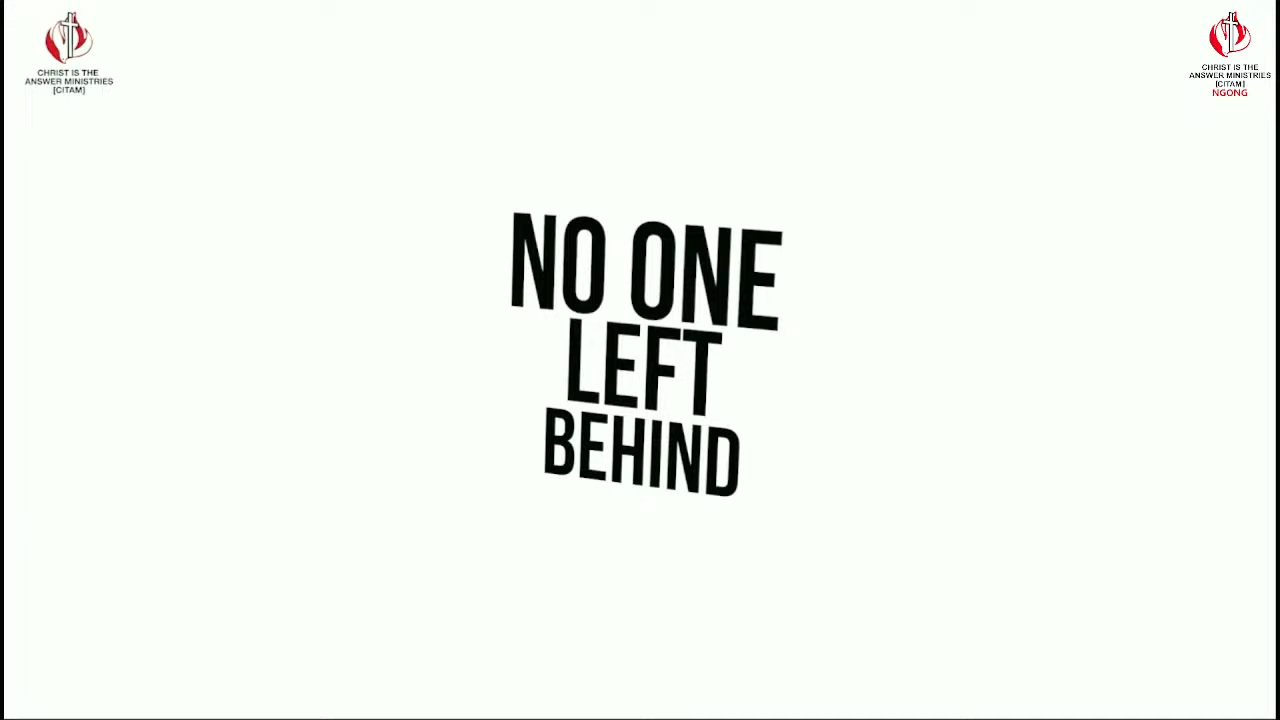 CHRIST IS THE
ANSWER MINISTRIES
[CITAM]
CHRIST IS THE
ANSWER MINISTRIES
[CITAM]
NGONG
NO ONE
LEFT
BEHIND